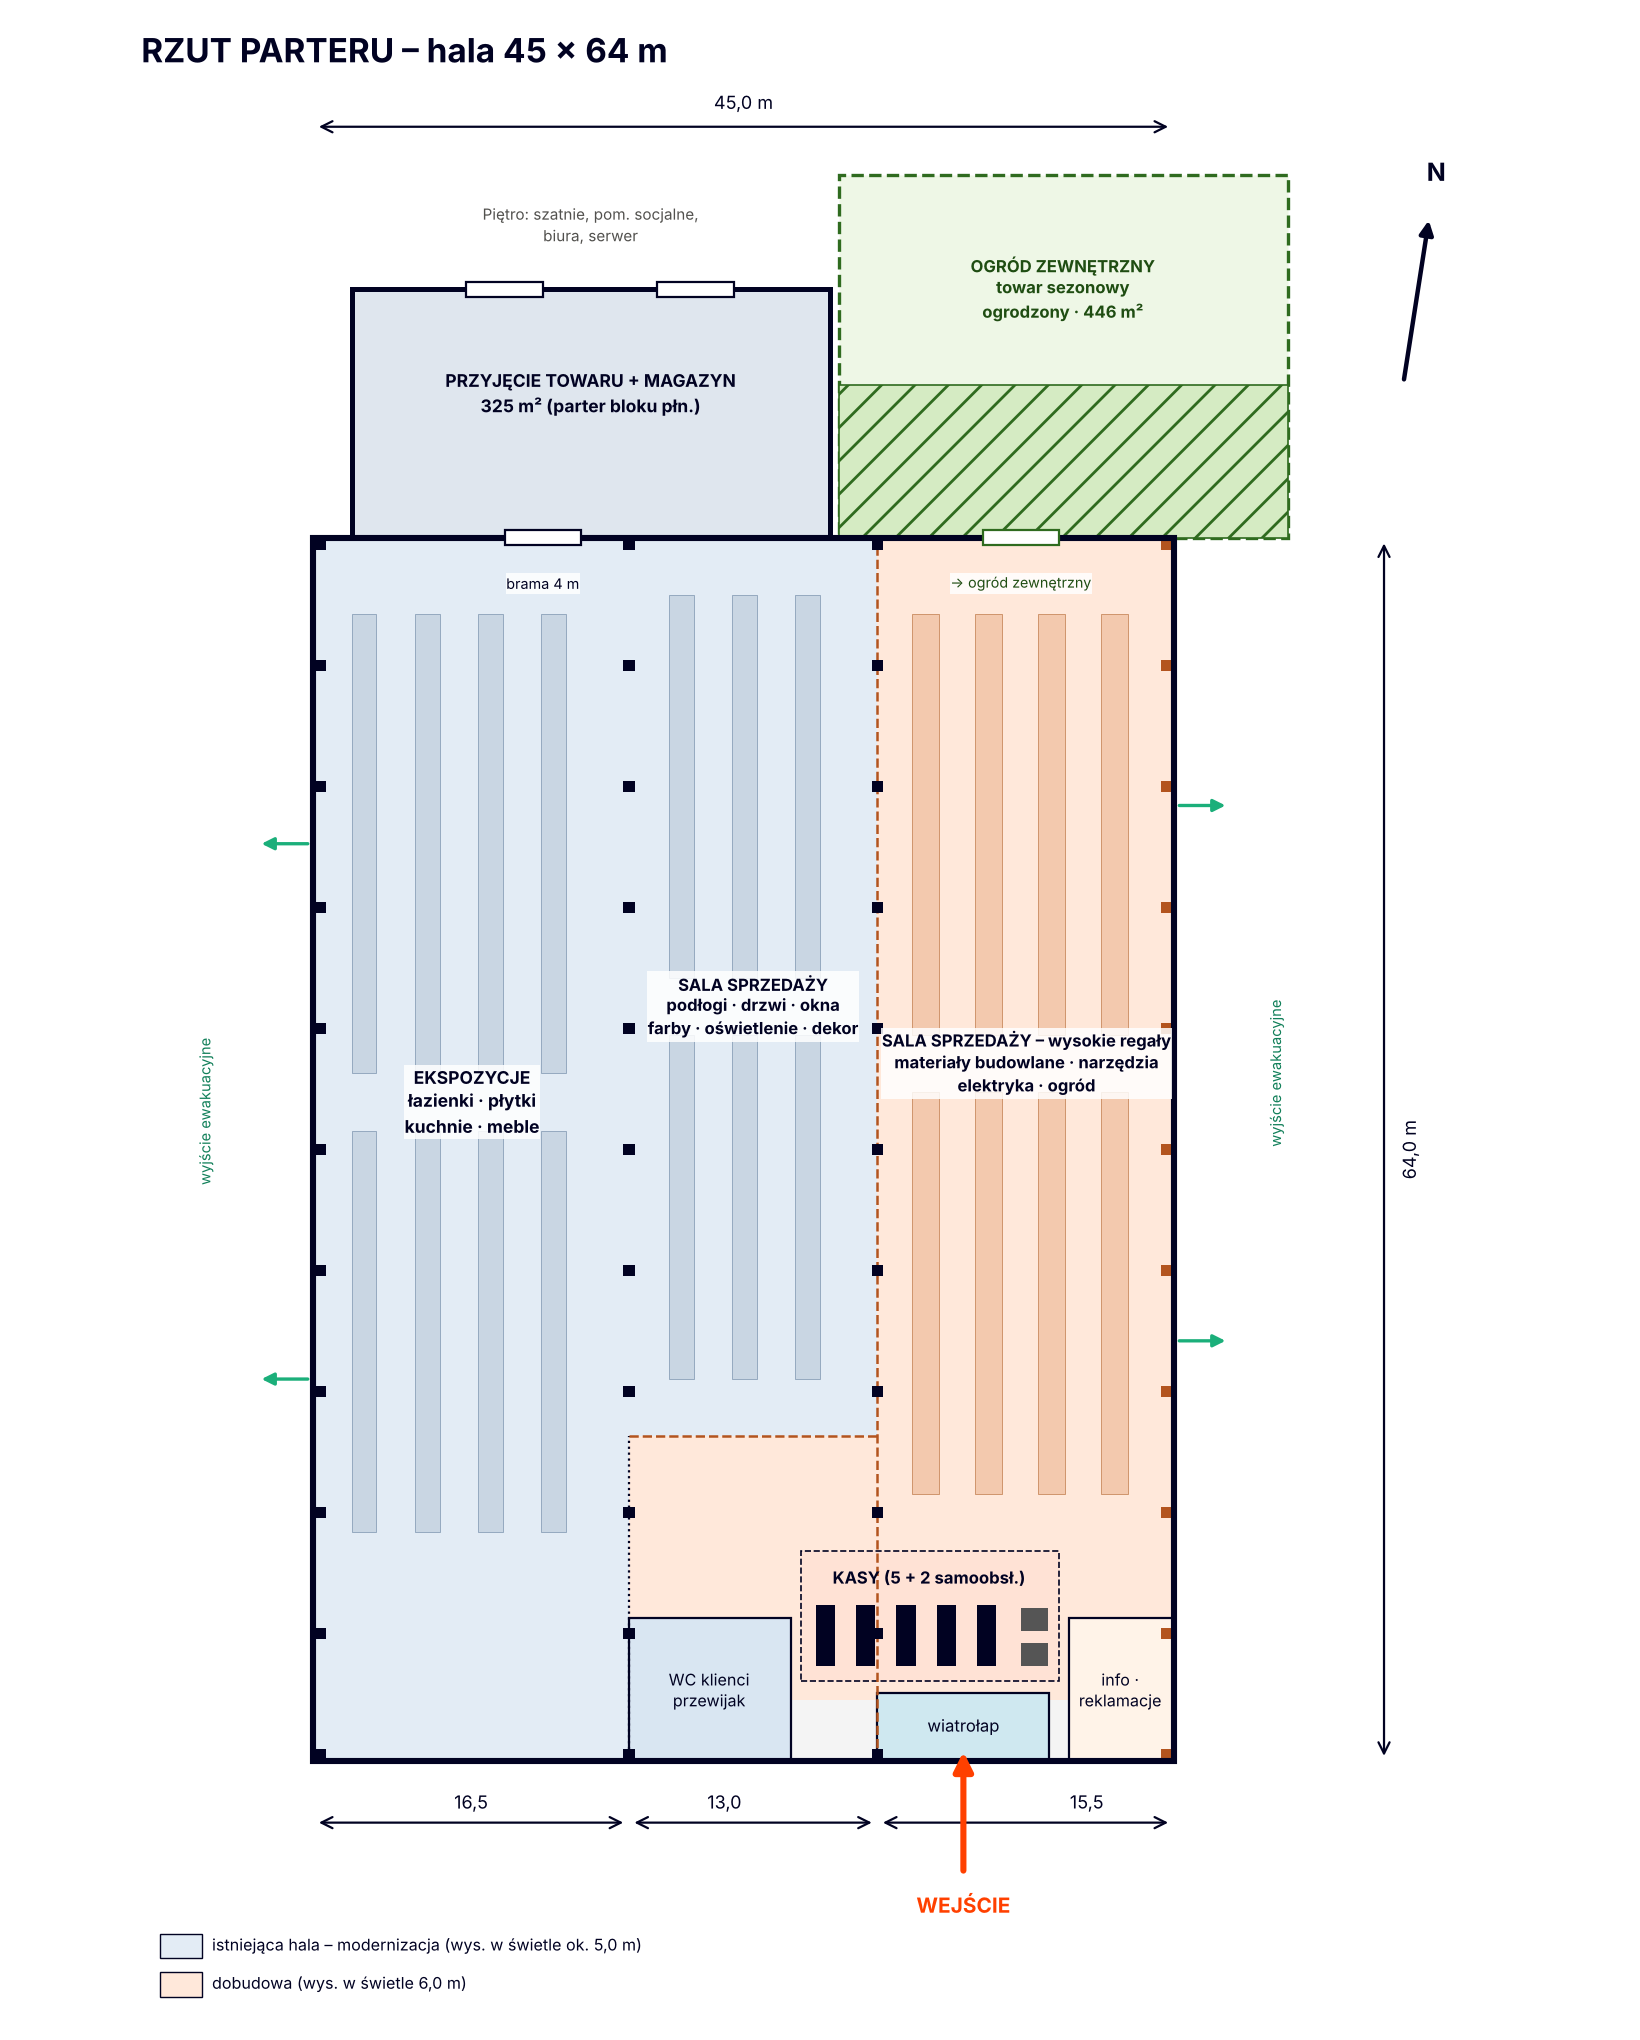 RZUT PARTERU – hala 45 × 64 m
45,0 m
N
Piętro: szatnie, pom. socjalne,
biura, serwer
OGRÓD ZEWNĘTRZNY
towar sezonowy
ogrodzony · 446 m²
PRZYJĘCIE TOWARU + MAGAZYN
325 m² (parter bloku płn.)
brama 4 m
→ ogród zewnętrzny
SALA SPRZEDAŻY
podłogi · drzwi · okna
farby · oświetlenie · dekor
SALA SPRZEDAŻY – wysokie regały
materiały budowlane · narzędzia
elektryka · ogród
EKSPOZYCJE
łazienki · płytki
kuchnie · meble
wyjście ewakuacyjne
wyjście ewakuacyjne
64,0 m
KASY (5 + 2 samoobsł.)
WC klienci
przewijak
info ·
reklamacje
wiatrołap
16,5
13,0
15,5
WEJŚCIE
istniejąca hala – modernizacja (wys. w świetle ok. 5,0 m)
dobudowa (wys. w świetle 6,0 m)